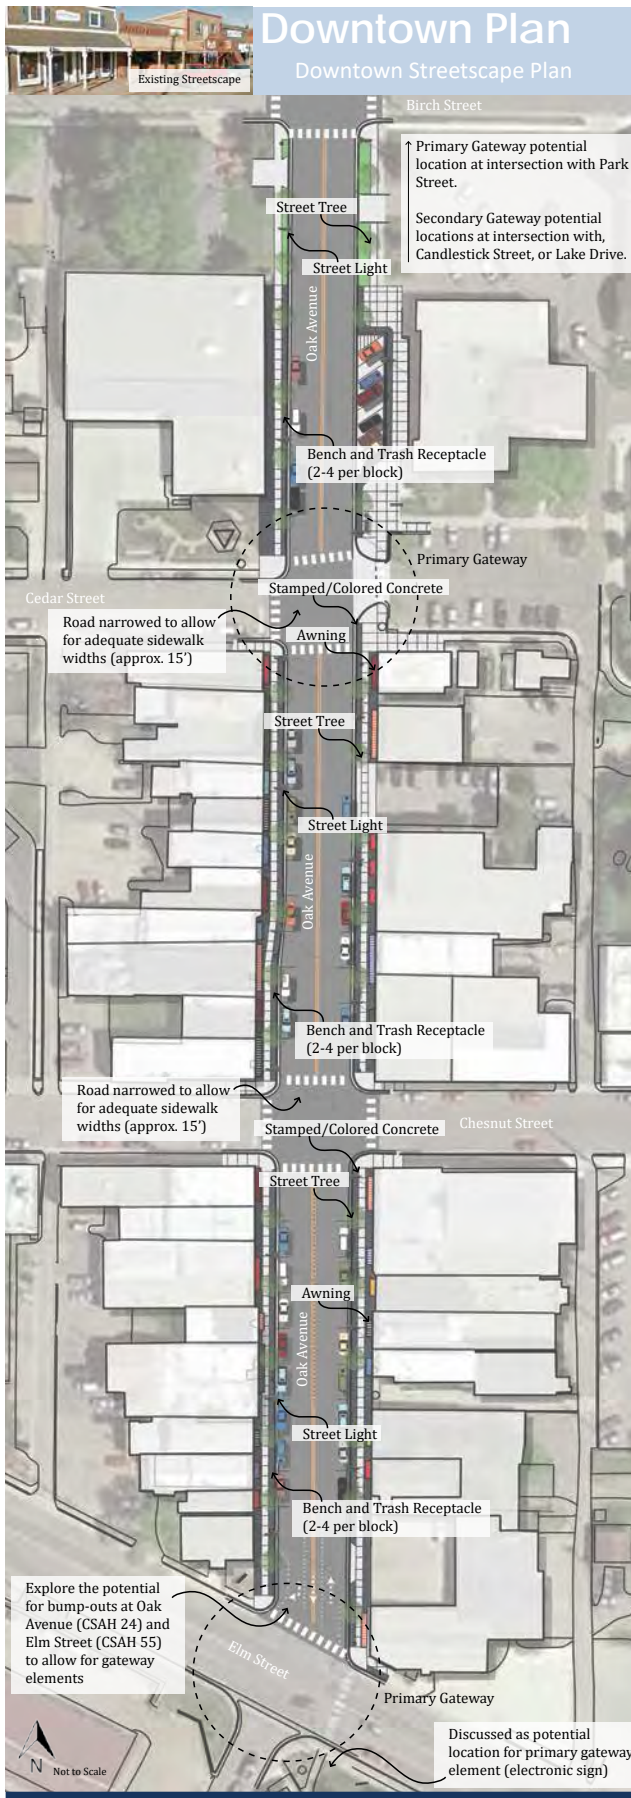 Downtown Plan
Downtown Streetscape Plan
Existing Streetscape
Birch Street
Primary Gateway potential
location at intersection with Park
Street.
Secondary Gateway potential
locations at intersection with,
Candlestick Street, or Lake Drive.
Street Tree
Street Light
Oak Avenue
Bench and Trash Receptacle
(2-4 per block)
Primary Gateway
Stamped/Colored Concrete
Cedar Street
Road narrowed to allow
for adequate sidewalk
widths (approx. 15')
Awning
Street Tree
Street Light
Oak Avenue
Bench and Trash Receptacle
(2-4 per block)
Road narrowed to allow
for adequate sidewalk
widths (approx. 15')
Chesnut Street
Stamped/Colored Concrete
Street Tree
Awning
Oak Avenue
Street Light
Bench and Trash Receptacle
(2-4 per block)
Explore the potential
for bump-outs at Oak
Avenue (CSAH 24) and
Elm Street (CSAH 55)
to allow for gateway
elements
Elm Street
Primary Gateway
Discussed as potential
location for primary gateway
element (electronic sign)
N
Not to Scale